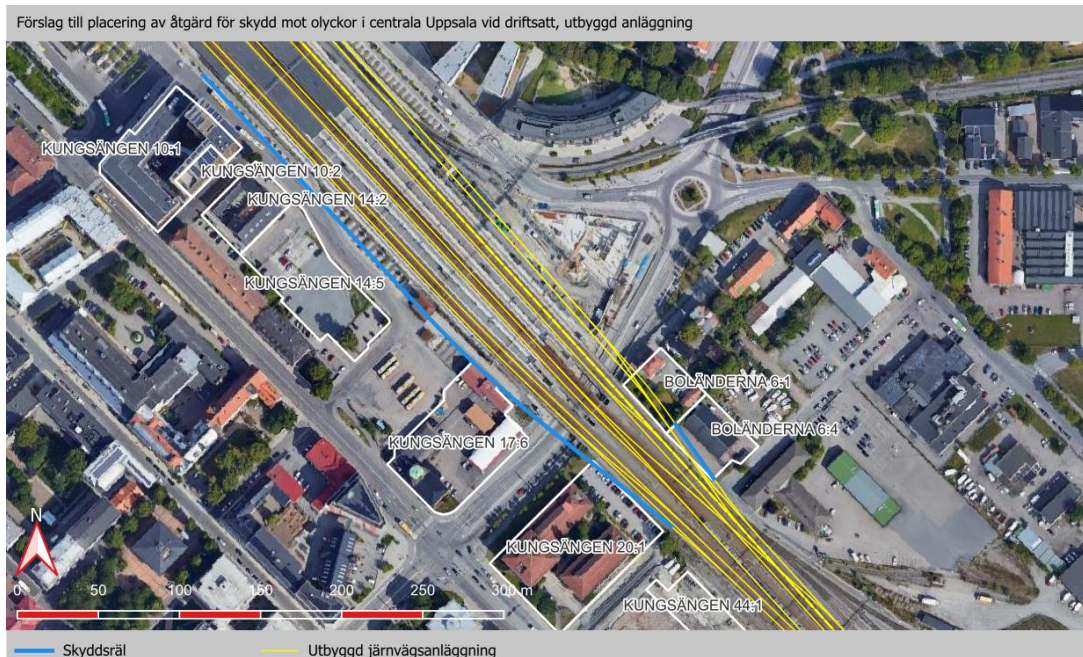 Förslag till placering av åtgärd för skydd mot olyckor i centrala Uppsala vid driftsatt, utbyggd anläggning
KUNGSÄNGEN 10:1
KUNGSÄNGEN 10:2
KUNGSÄNGEN 14:2
KUNGSÄNGEN 14:5
BOLÄNDERNA 6:1
BOLÄNDERNA 6:4
KUNGSÄNGEN 17:6
KUNGSÄNGEN 20:1
KUNGSÄNGEN 44:1
N
0 50 100 150 200 250 300 m
Skyddsräl Utbyggd järnvägsanläggning